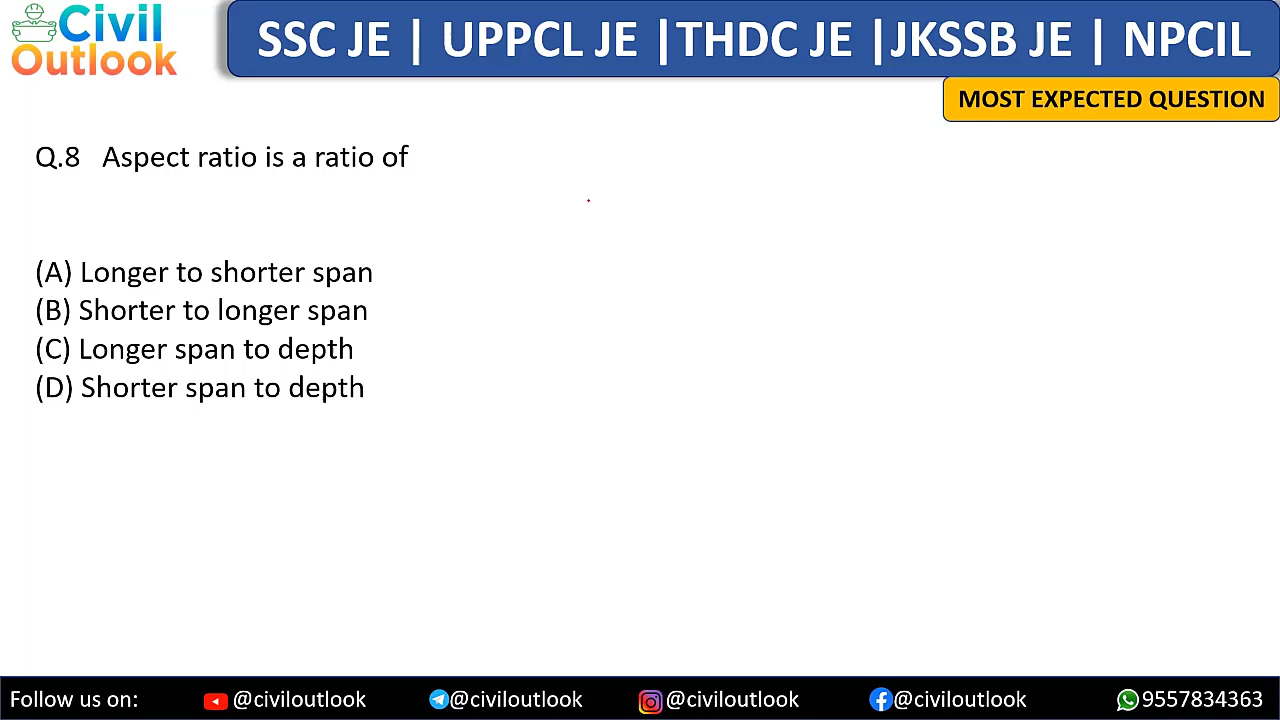 Civil
Outlook
SSC JE | UPPCL JE |THDC JE |JKSSB JE | NPCIL
MOST EXPECTED QUESTION
Q.8 Aspect ratio is a ratio of
(A) Longer to shorter span
(B) Shorter to longer span
(C) Longer span to depth
(D) Shorter span to depth
Follow us on: @civiloutlook @civiloutlook @civiloutlook @civiloutlook 9557834363